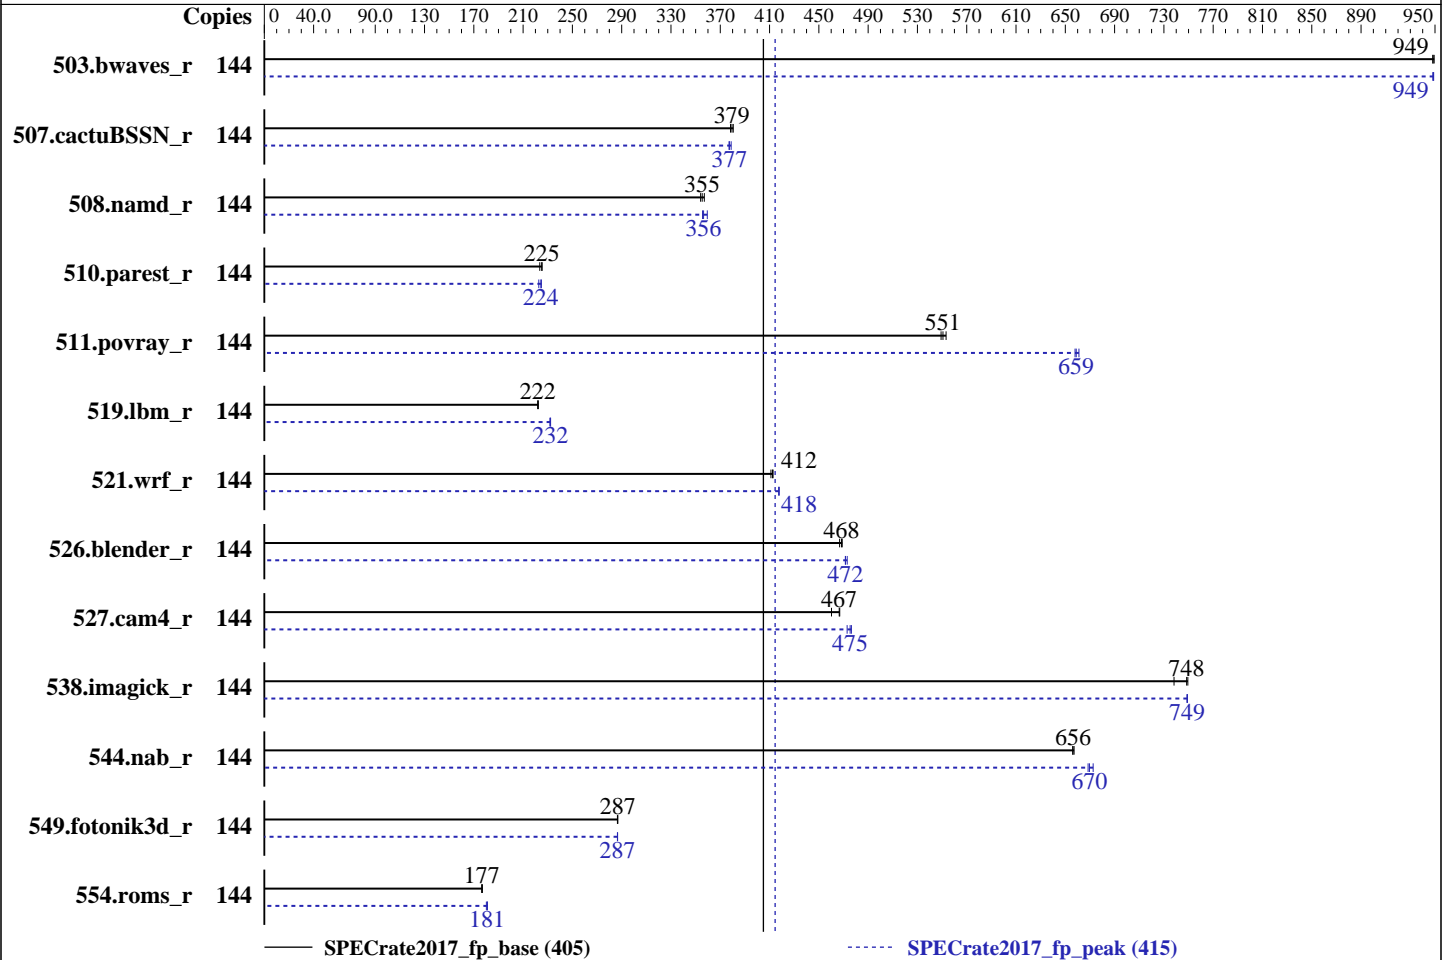 Copies 0 40.0 90.0 130 170 210 250 290 330 370 410 450 490 530 570 610 650 690 730 770 810 850 890 950
949
503.bwaves_r 144
949
379
507.cactuBSSN_r 144
377
355
508.namd_r 144
356
225
510.parest_r 144
224
551
511.povray_r 144
659
222
519.lbm_r 144
232
412
521.wrf_r 144
418
468
526.blender_r 144
472
467
527.cam4_r 144
475
748
538.imagick_r 144
749
656
544.nab_r 144
670
287
549.fotonik3d_r 144
287
177
554.roms_r 144
181
SPECrate2017_fp_base (405) SPECrate2017_fp_peak (415)